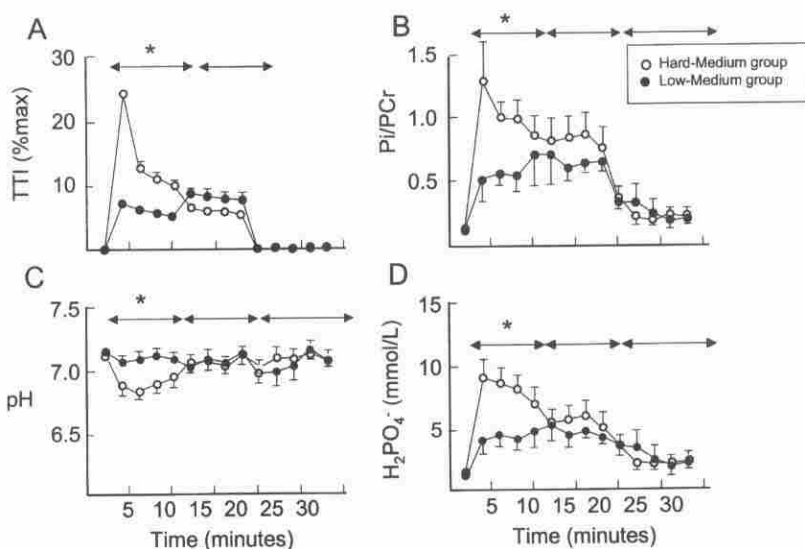 A
*
30
20
10
TTI (%max)
B
*
1.5
1.0
0.5
Pi/PCr
Hard-Medium group
Low-Medium group
C
*
7.5
7.0
6.5
pH
5 10 15 20 25 30
Time (minutes)
D
*
15
10
5
H₂PO₄⁻ (mmol/L)
5 10 15 20 25 30
Time (minutes)